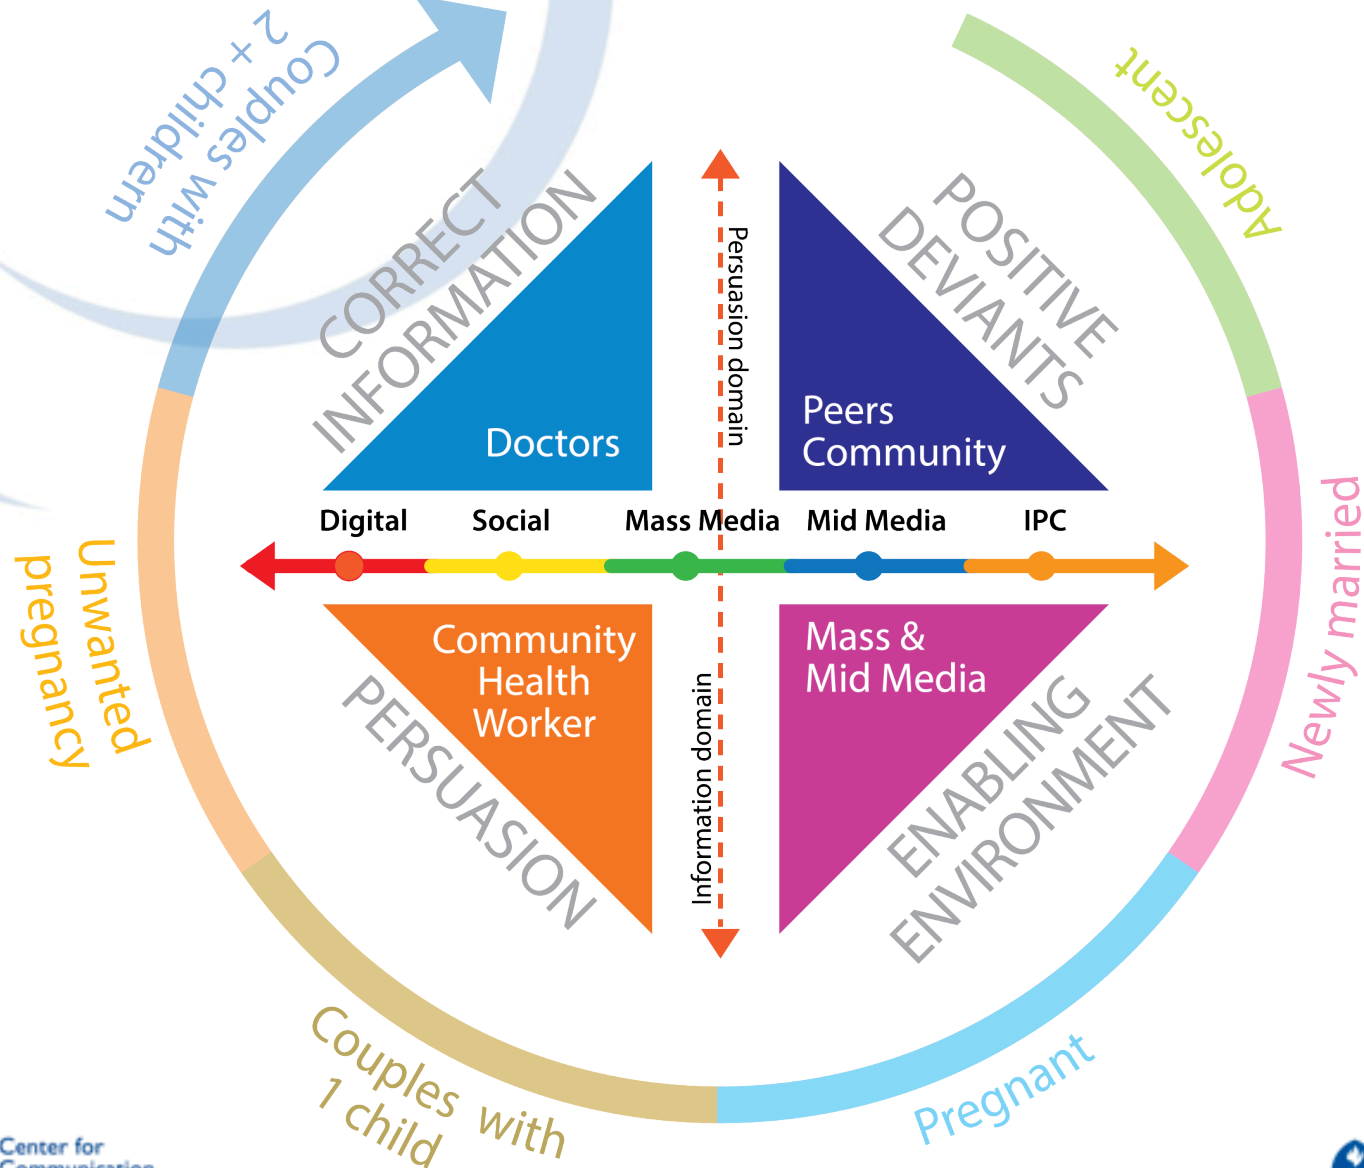 Couples with
2 + childrern
Adolescent
CORRECT
INFORMATION
POSITIVE
DEVIANTS
Persuasion domain
Doctors
Peers
Community
Digital
Social
Mass Media
Mid Media
IPC
Newly married
Unwanted
pregnancy
Community
Health
Worker
Mass &
Mid Media
PERSUASION
Information domain
ENABLING
ENVIRONMENT
Couples with
1 child
Pregnant
Center for
Communication